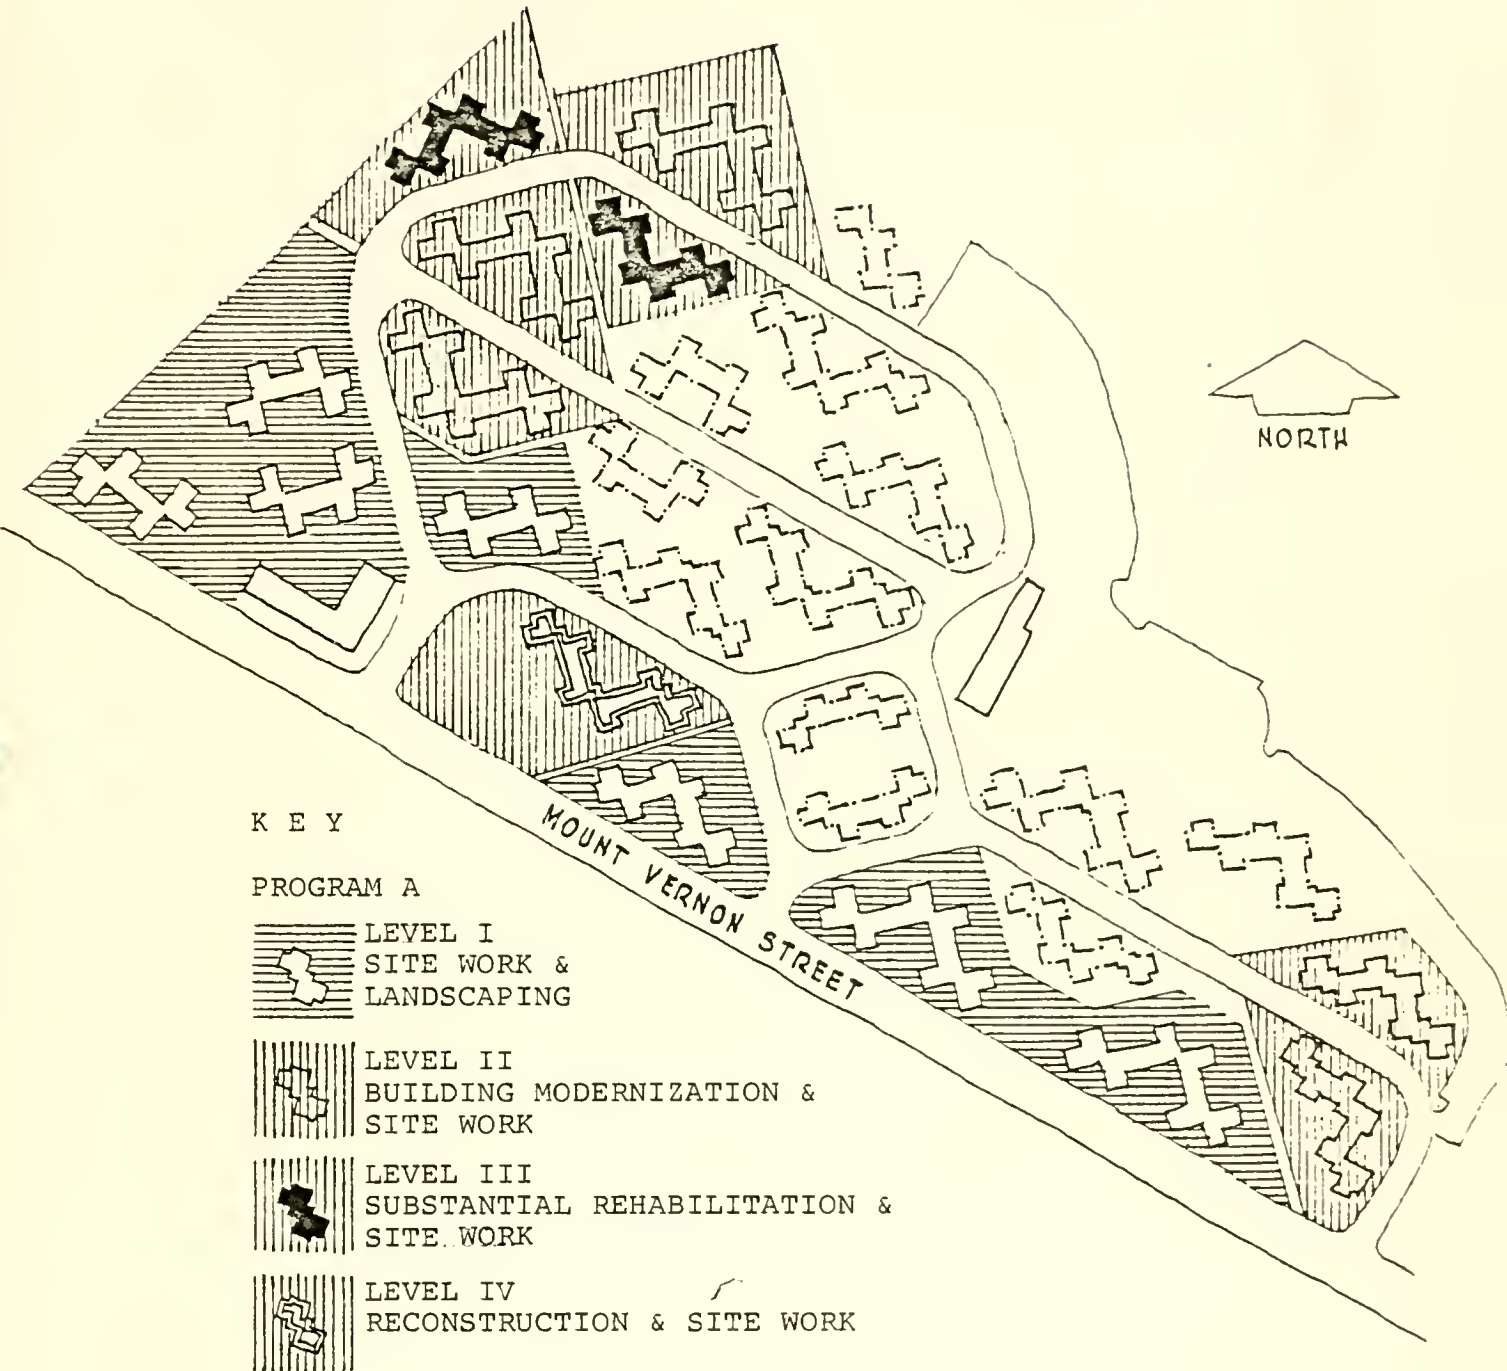 NORTH
MOUNT VERNON STREET
K E Y
PROGRAM A
LEVEL I
SITE WORK &
LANDSCAPING
LEVEL II
BUILDING MODERNIZATION &
SITE WORK
LEVEL III
SUBSTANTIAL REHABILITATION &
SITE WORK
LEVEL IV
RECONSTRUCTION & SITE WORK